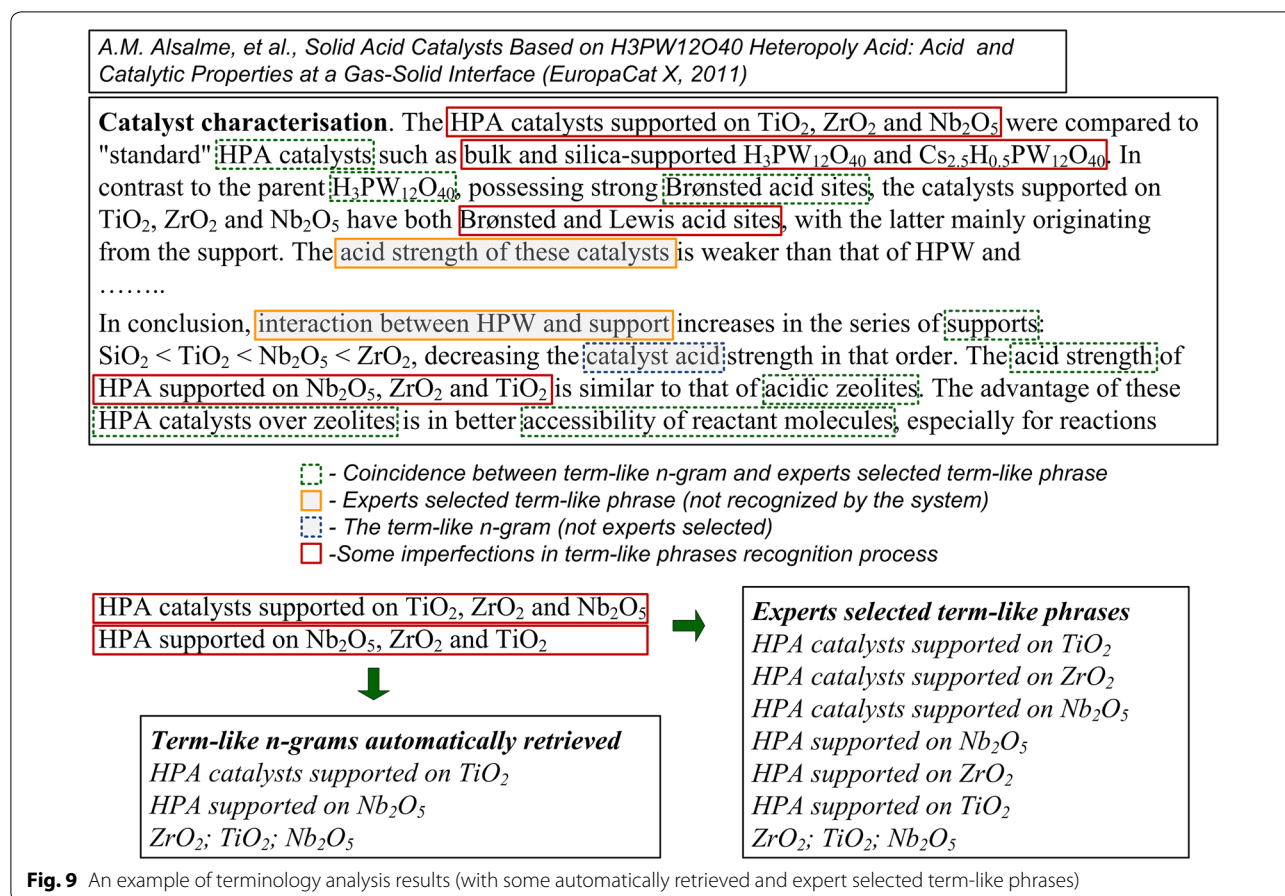 A.M. Alsalme, et al., Solid Acid Catalysts Based on H3PW12O40 Heteropoly Acid: Acid and
Catalytic Properties at a Gas-Solid Interface (EuropaCat X, 2011)
Catalyst characterisation. The HPA catalysts supported on TiO₂, ZrO₂ and Nb₂O₅ were compared to
"standard" HPA catalysts such as bulk and silica-supported H₃PW₁₂O₄₀ and Cs₂.₅H₀.₅PW₁₂O₄₀. In
contrast to the parent H₃PW₁₂O₄₀, possessing strong Brønsted acid sites, the catalysts supported on
TiO₂, ZrO₂ and Nb₂O₅ have both Brønsted and Lewis acid sites, with the latter mainly originating
from the support. The acid strength of these catalysts is weaker than that of HPW and
........
In conclusion, interaction between HPW and support increases in the series of supports:
SiO₂ < TiO₂ < Nb₂O₅ < ZrO₂, decreasing the catalyst acid strength in that order. The acid strength of
HPA supported on Nb₂O₅, ZrO₂ and TiO₂ is similar to that of acidic zeolites. The advantage of these
HPA catalysts over zeolites is in better accessibility of reactant molecules, especially for reactions
- Coincidence between term-like n-gram and experts selected term-like phrase
- Experts selected term-like phrase (not recognized by the system)
- The term-like n-gram (not experts selected)
-Some imperfections in term-like phrases recognition process
HPA catalysts supported on TiO₂, ZrO₂ and Nb₂O₅
HPA supported on Nb₂O₅, ZrO₂ and TiO₂
Term-like n-grams automatically retrieved
HPA catalysts supported on TiO₂
HPA supported on Nb₂O₅
ZrO₂; TiO₂; Nb₂O₅
Experts selected term-like phrases
HPA catalysts supported on TiO₂
HPA catalysts supported on ZrO₂
HPA catalysts supported on Nb₂O₅
HPA supported on Nb₂O₅
HPA supported on ZrO₂
HPA supported on TiO₂
ZrO₂; TiO₂; Nb₂O₅
Fig. 9 An example of terminology analysis results (with some automatically retrieved and expert selected term-like phrases)